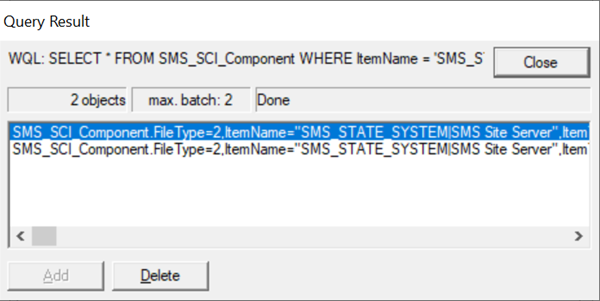 Query Result
WQL: SELECT * FROM SMS_SCI_Component WHERE ItemName = 'SMS_S
Close
2 objects
max. batch: 2
Done
SMS_SCI_Component.FileType=2,ItemName="SMS_STATE_SYSTEM|SMS Site Server",Item
SMS_SCI_Component.FileType=2,ItemName="SMS_STATE_SYSTEM|SMS Site Server",Item
Add
Delete